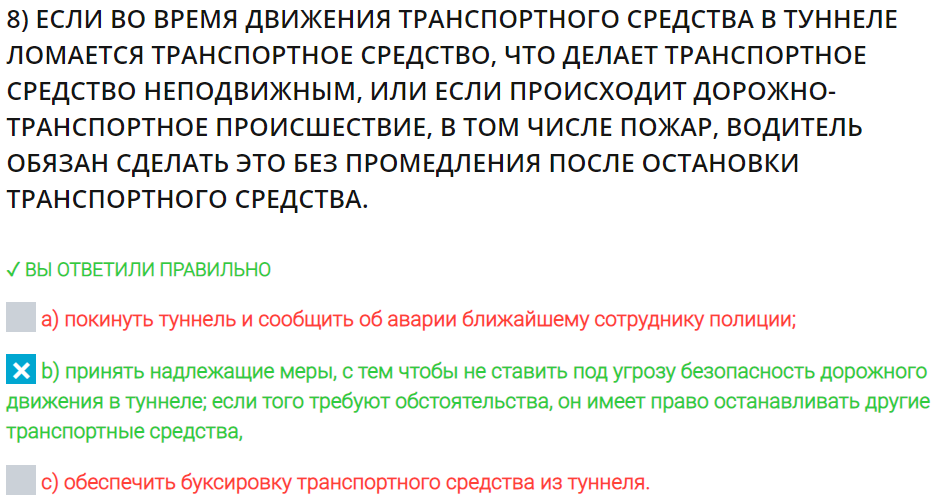 8) ЕСЛИ ВО ВРЕМЯ ДВИЖЕНИЯ ТРАНСПОРТНОГО СРЕДСТВА В ТУННЕЛЕ
ЛОМАЕТСЯ ТРАНСПОРТНОЕ СРЕДСТВО, ЧТО ДЕЛАЕТ ТРАНСПОРТНОЕ
СРЕДСТВО НЕПОДВИЖНЫМ, ИЛИ ЕСЛИ ПРОИСХОДИТ ДОРОЖНО-
ТРАНСПОРТНОЕ ПРОИСШЕСТВИЕ, В ТОМ ЧИСЛЕ ПОЖАР, ВОДИТЕЛЬ
ОБЯЗАН СДЕЛАТЬ ЭТО БЕЗ ПРОМЕДЛЕНИЯ ПОСЛЕ ОСТАНОВКИ
ТРАНСПОРТНОГО СРЕДСТВА.
✓ ВЫ ОТВЕТИЛИ ПРАВИЛЬНО
a) покинуть туннель и сообщить об аварии ближайшему сотруднику полиции;
b) принять надлежащие меры, с тем чтобы не ставить под угрозу безопасность дорожного
движения в туннеле; если того требуют обстоятельства, он имеет право останавливать другие
транспортные средства,
c) обеспечить буксировку транспортного средства из туннеля.